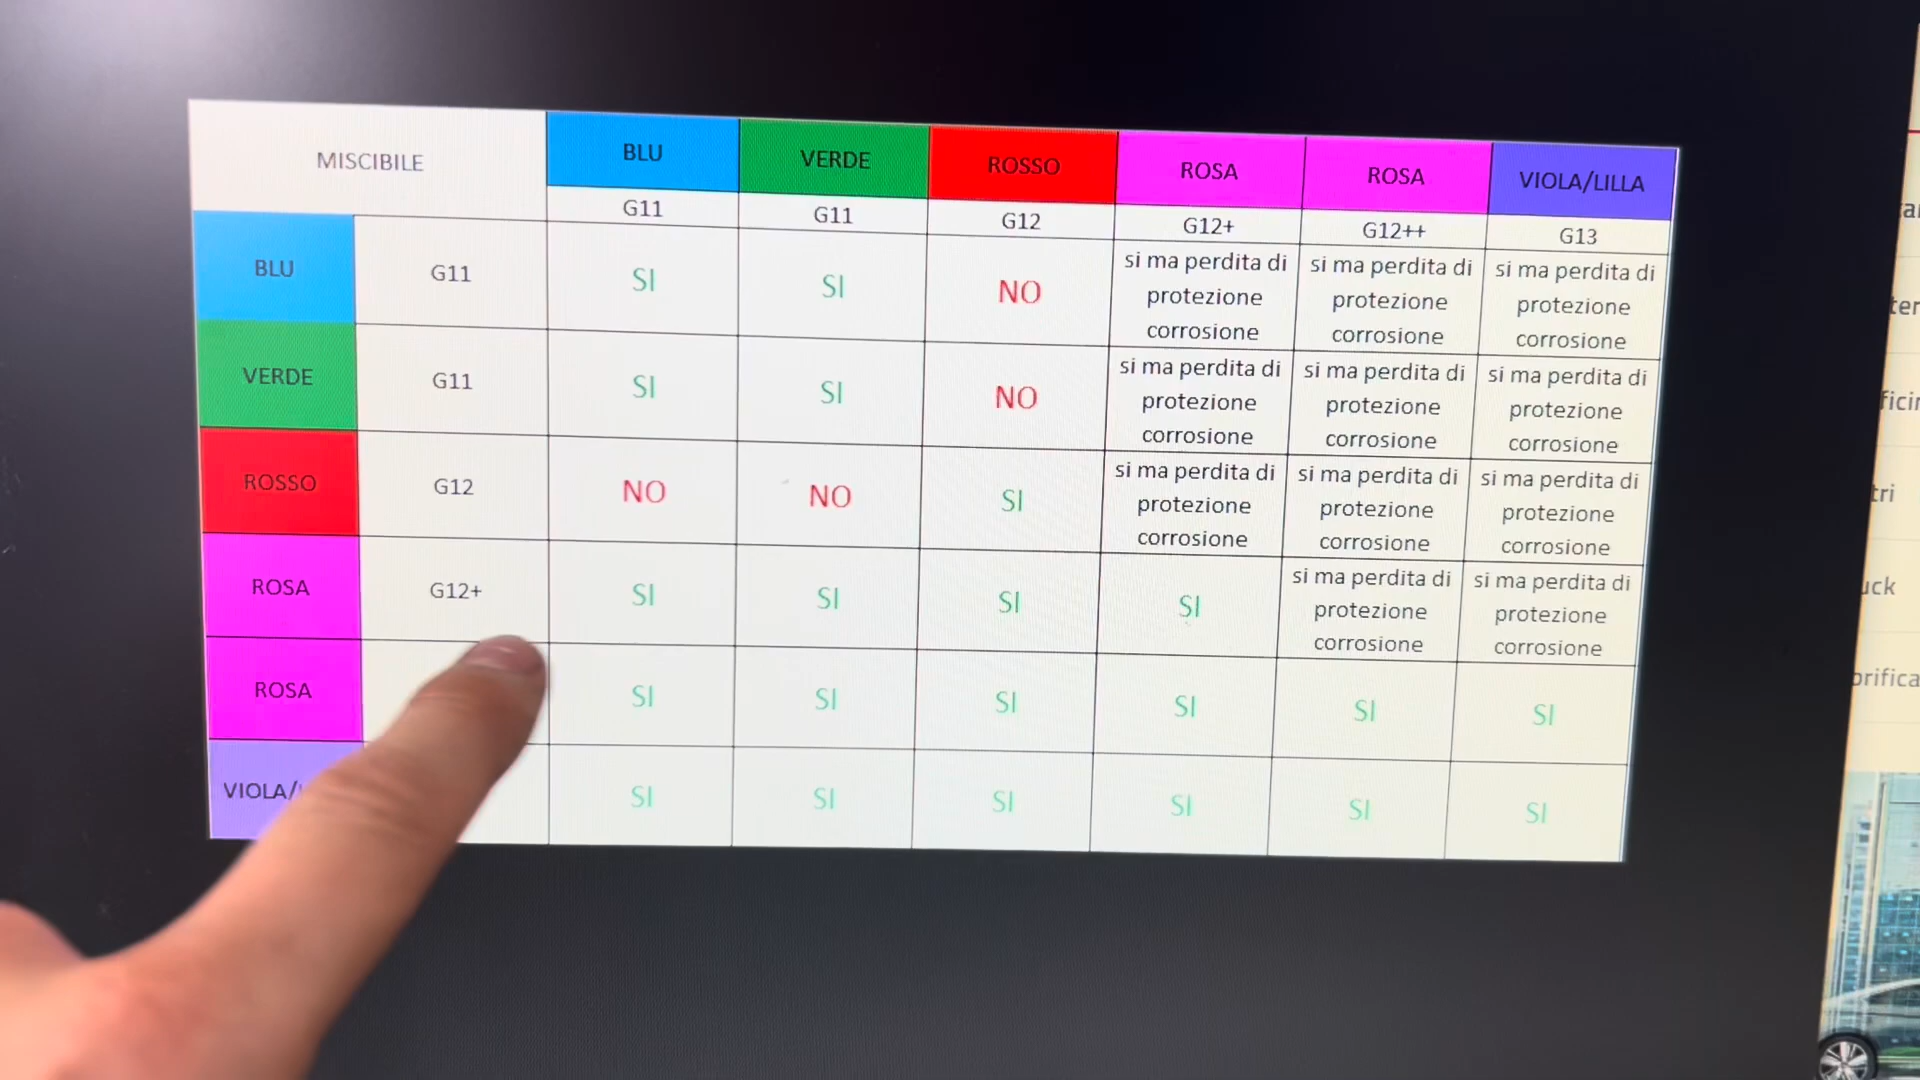 MISCIBILE BLU VERDE ROSSO ROSA ROSA VIOLA/LILLA
G11 G11 G12 G12+ G12++ G13
BLU G11 SI SI NO si ma perdita di protezione corrosione si ma perdita di protezione corrosione si ma perdita di protezione corrosione
VERDE G11 SI SI NO si ma perdita di protezione corrosione si ma perdita di protezione corrosione si ma perdita di protezione corrosione
ROSSO G12 NO NO SI si ma perdita di protezione corrosione si ma perdita di protezione corrosione si ma perdita di protezione corrosione
ROSA G12+ SI SI SI SI si ma perdita di protezione corrosione si ma perdita di protezione corrosione
ROSA SI SI SI SI SI SI
VIOLA/ SI SI SI SI SI SI